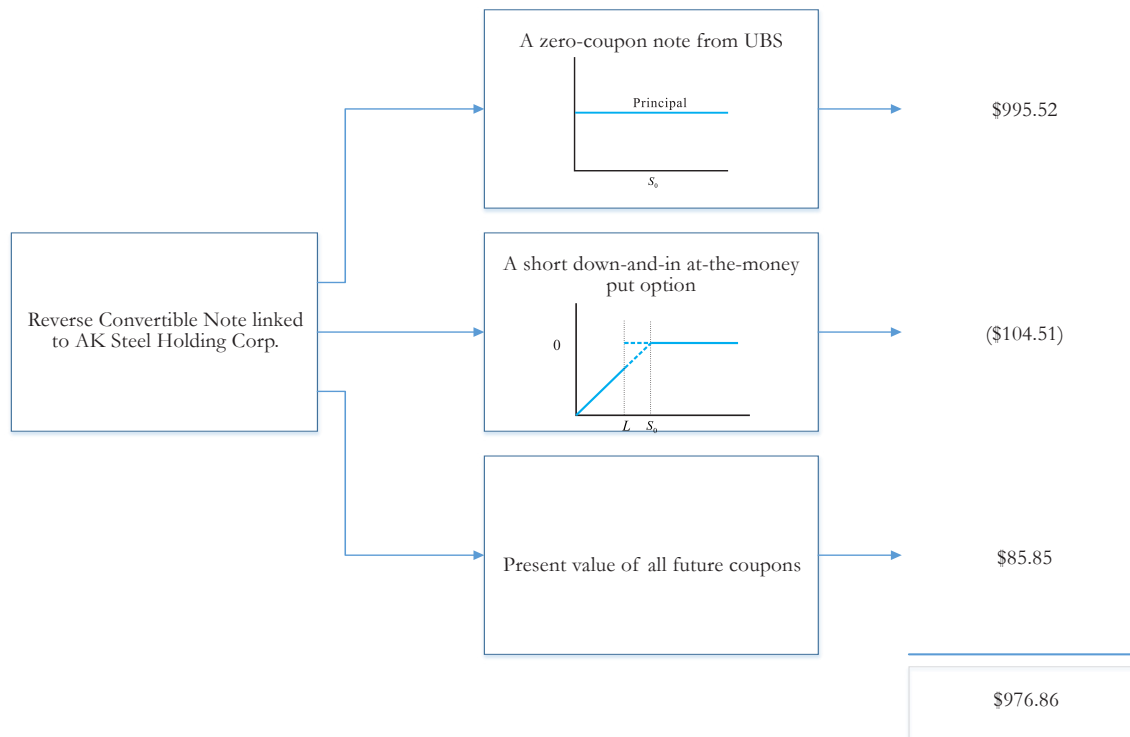 A zero-coupon note from UBS
Principal
S₀
$995.52
Reverse Convertible Note linked
to AK Steel Holding Corp.
A short down-and-in at-the-money
put option
0
L S₀
($104.51)
Present value of all future coupons
$85.85
$976.86